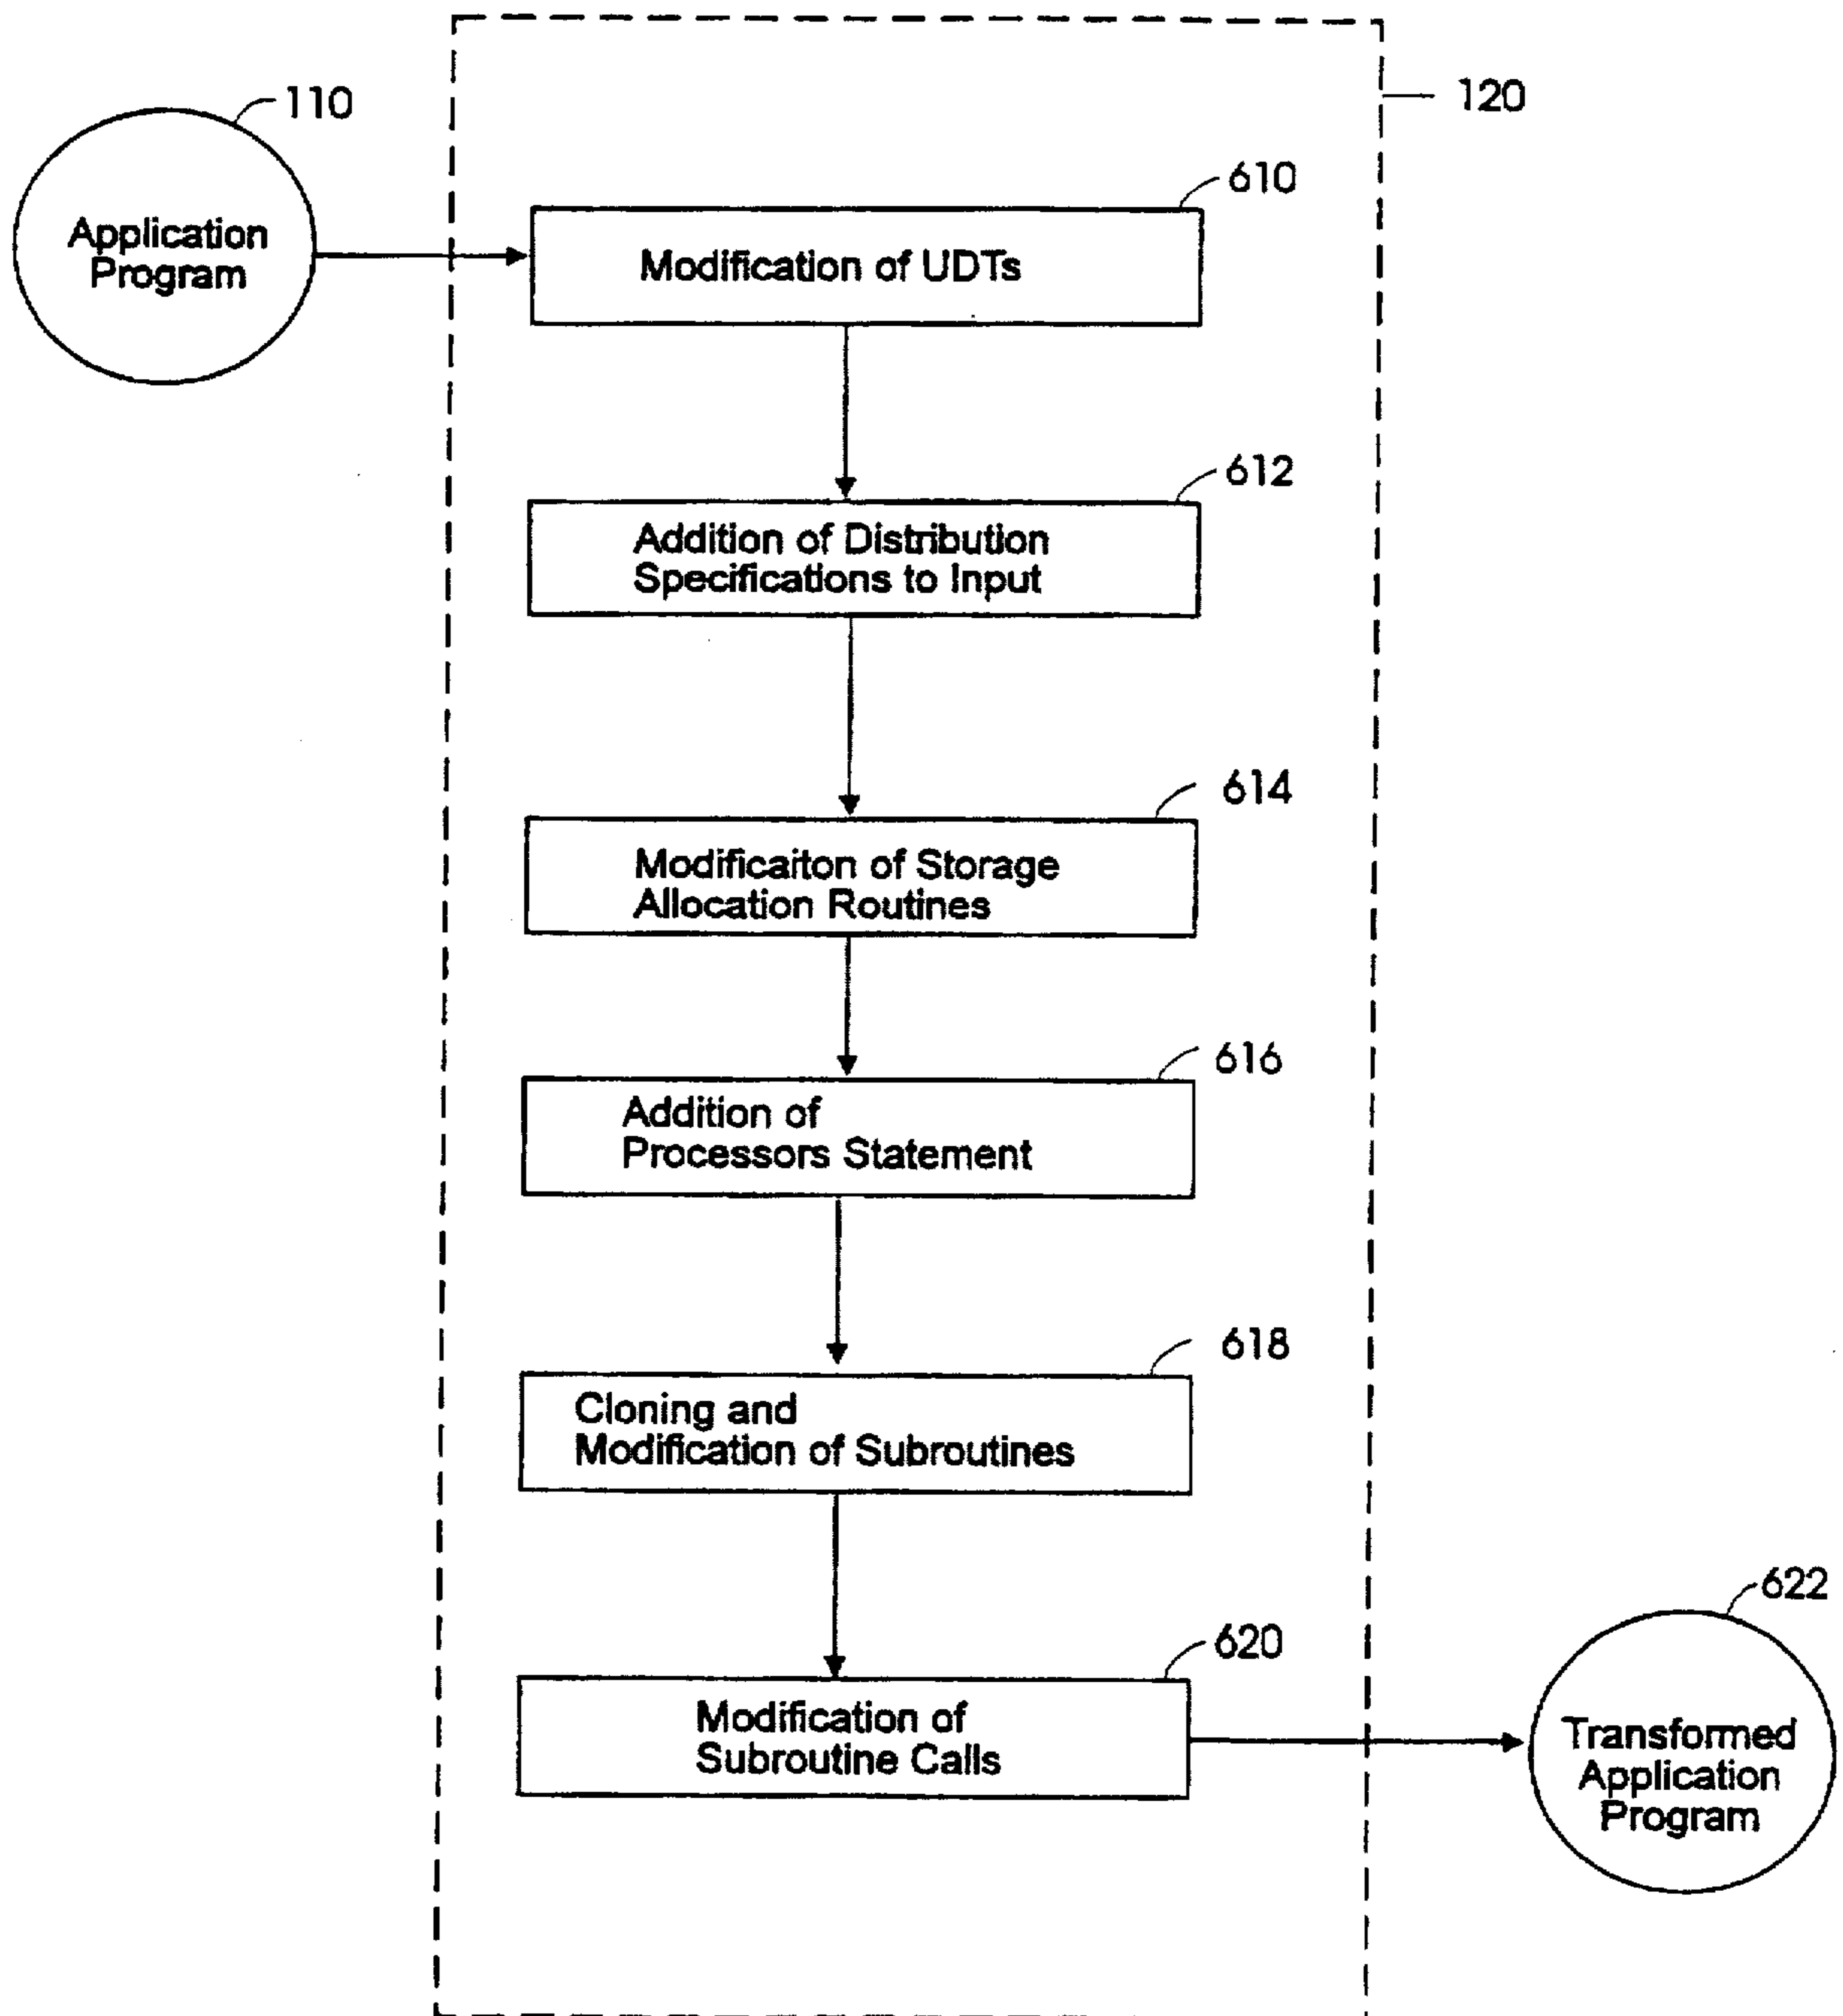 110
120
Application
Program
610
Modification of UDTs
612
Addition of Distribution
Specifications to Input
614
Modificaiton of Storage
Allocation Routines
616
Addition of
Processors Statement
618
Cloning and
Modification of Subroutines
620
Modification of
Subroutine Calls
622
Transformed
Application
Program